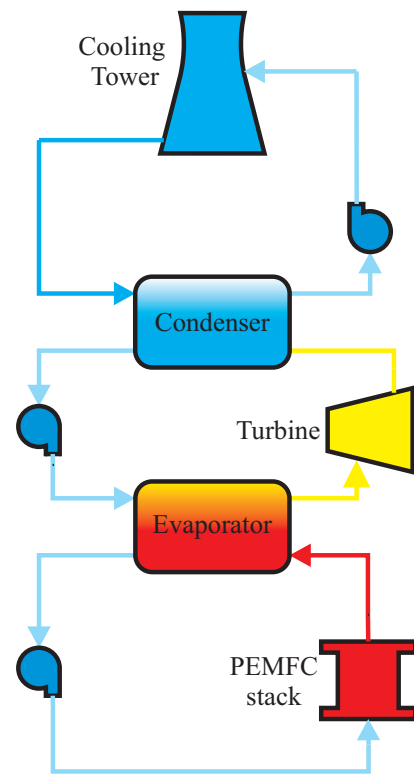 Cooling
Tower
Condenser
Turbine
Evaporator
PEMFC
stack